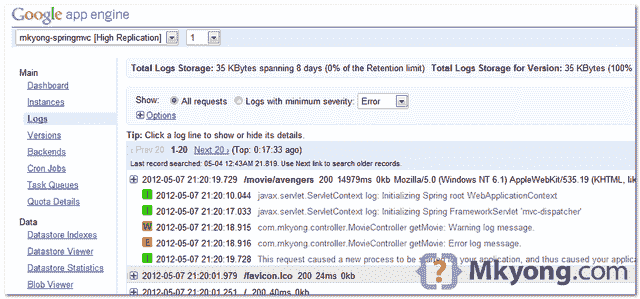 Google app engine
mkyong-springmvc [High Replication] 1
Main
Dashboard
Instances
Logs
Versions
Backends
Cron Jobs
Task Queues
Quota Details
Data
Datastore Indexes
Datastore Viewer
Datastore Statistics
Blob Viewer
Total Logs Storage: 35 KBytes spanning 8 days (0% of the Retention limit) Total Logs Storage for Version: 35 KBytes (100%
Show: All requests Logs with minimum severity: Error
Options
Tip: Click a log line to show or hide its details.
‹ Prev 20 1-20 Next 20 › (Top: 0:17:33 ago)
Last record searched: 05-04 12:43AM 21.819. Use Next link to search older records.
2012-05-07 21:20:19.729 /movie/avengers 200 14979ms 0kb Mozilla/5.0 (Windows NT 6.1) AppleWebKit/535.19 (KHTML, lik
I 2012-05-07 21:20:10.044 javax.servlet.ServletContext log: Initializing Spring root WebApplicationContext
I 2012-05-07 21:20:17.033 javax.servlet.ServletContext log: Initializing Spring FrameworkServlet 'mvc-dispatcher'
W 2012-05-07 21:20:18.915 com.mkyong.controller.MovieController getMovie: Warning log message.
E 2012-05-07 21:20:18.916 com.mkyong.controller.MovieController getMovie: Error log message.
I 2012-05-07 21:20:19.728 This request caused a new process to be started for your application, and thus caused your applicat
2012-05-07 21:20:01.979 /favicon.ico 200 24ms 0kb
2012-05-07 21:20:01.251 / 200 40ms 0kb
Mkyong.com